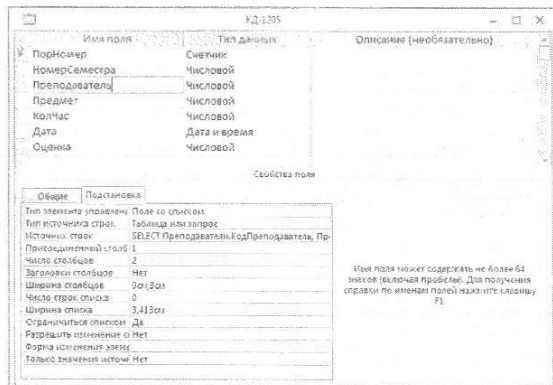 КД-1205
Имя поля Тип данных Описание (необязательно)
ПорНомер Счетчик
НомерСеместра Числовой
Преподаватель Числовой
Предмет Числовой
КолЧас Числовой
Дата Дата и время
Оценка Числовой
Свойства поля
Общие Подстановка
Тип элемента управлени Поле со списком
Тип источника строк Таблица или запрос
Источник строк SELECT Преподаватели.КодПреподаватель, Пр
Присоединенный столб 1
Число столбцов 2
Заголовки столбцов Нет
Ширина столбцов 0см;3см
Число строк списка 8
Ширина списка 3,413см
Ограничиться списком Да
Разрешить изменение с Нет
Форма изменения элеме
Только значения источн Нет
Имя поля может содержать не более 64
знаков (включая пробелы). Для получения
справки по именам полей нажмите клавишу
F1.